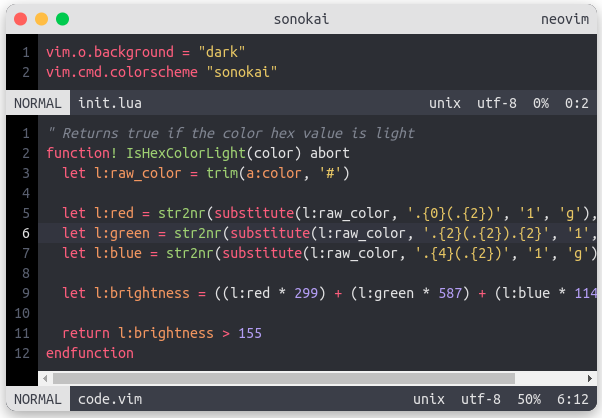 sonokai neovim
1 vim.o.background = "dark"
2 vim.cmd.colorscheme "sonokai"
NORMAL init.lua unix utf-8 0% 0:2
1 " Returns true if the color hex value is light
2 function! IsHexColorLight(color) abort
3 let l:raw_color = trim(a:color, '#')
4
5 let l:red = str2nr(substitute(l:raw_color, '.{0}(.{2})', '1', 'g'),
6 let l:green = str2nr(substitute(l:raw_color, '.{2}(.{2}).{2}', '1',
7 let l:blue = str2nr(substitute(l:raw_color, '.{4}(.{2})', '1', 'g')
8
9 let l:brightness = ((l:red * 299) + (l:green * 587) + (l:blue * 114
10
11 return l:brightness > 155
12 endfunction
NORMAL code.vim unix utf-8 50% 6:12